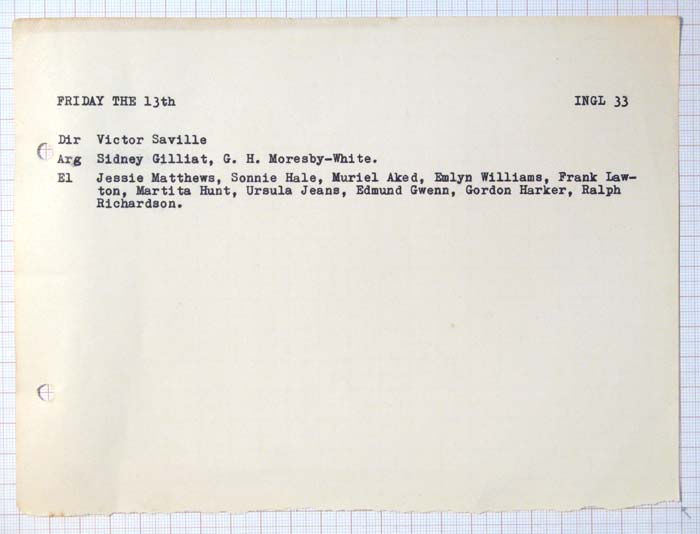 FRIDAY THE 13th INGL 33
Dir Victor Saville
Arg Sidney Gilliat, G. H. Moresby-White.
El Jessie Matthews, Sonnie Hale, Muriel Aked, Emlyn Williams, Frank Law-
ton, Martita Hunt, Ursula Jeans, Edmund Gwenn, Gordon Harker, Ralph
Richardson.